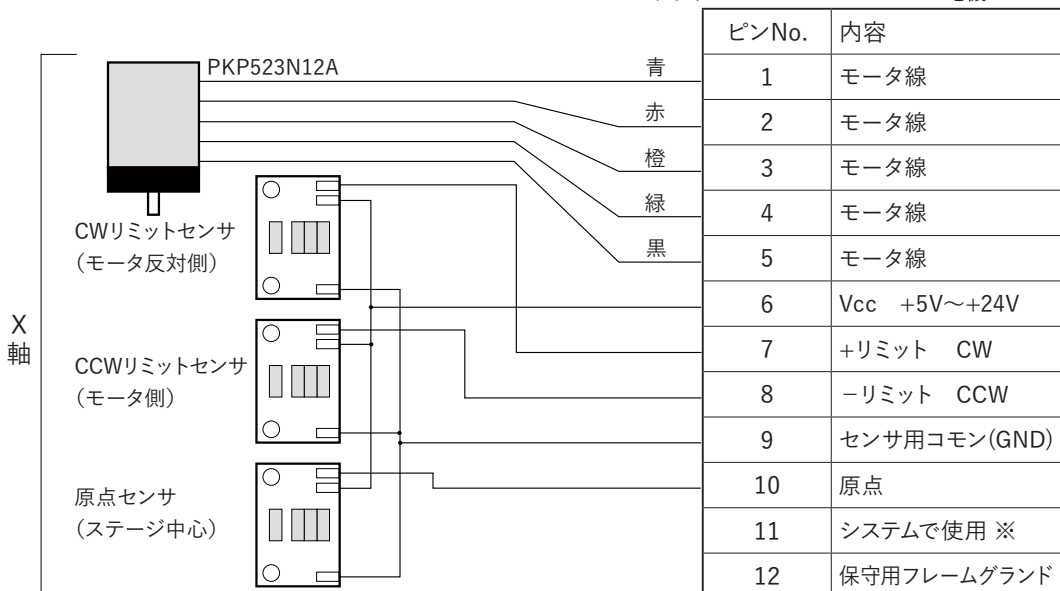 ピンNo. 内容
PKP523N12A 青 1 モータ線
赤 2 モータ線
橙 3 モータ線
緑 4 モータ線
黒 5 モータ線
CWリミットセンサ
（モータ反対側）
6 Vcc +5V～+24V
X
軸
7 +リミット CW
CCWリミットセンサ
（モータ側）
8 −リミット CCW
9 センサ用コモン(GND)
原点センサ
（ステージ中心）
10 原点
11 システムで使用 ※
12 保守用フレームグランド